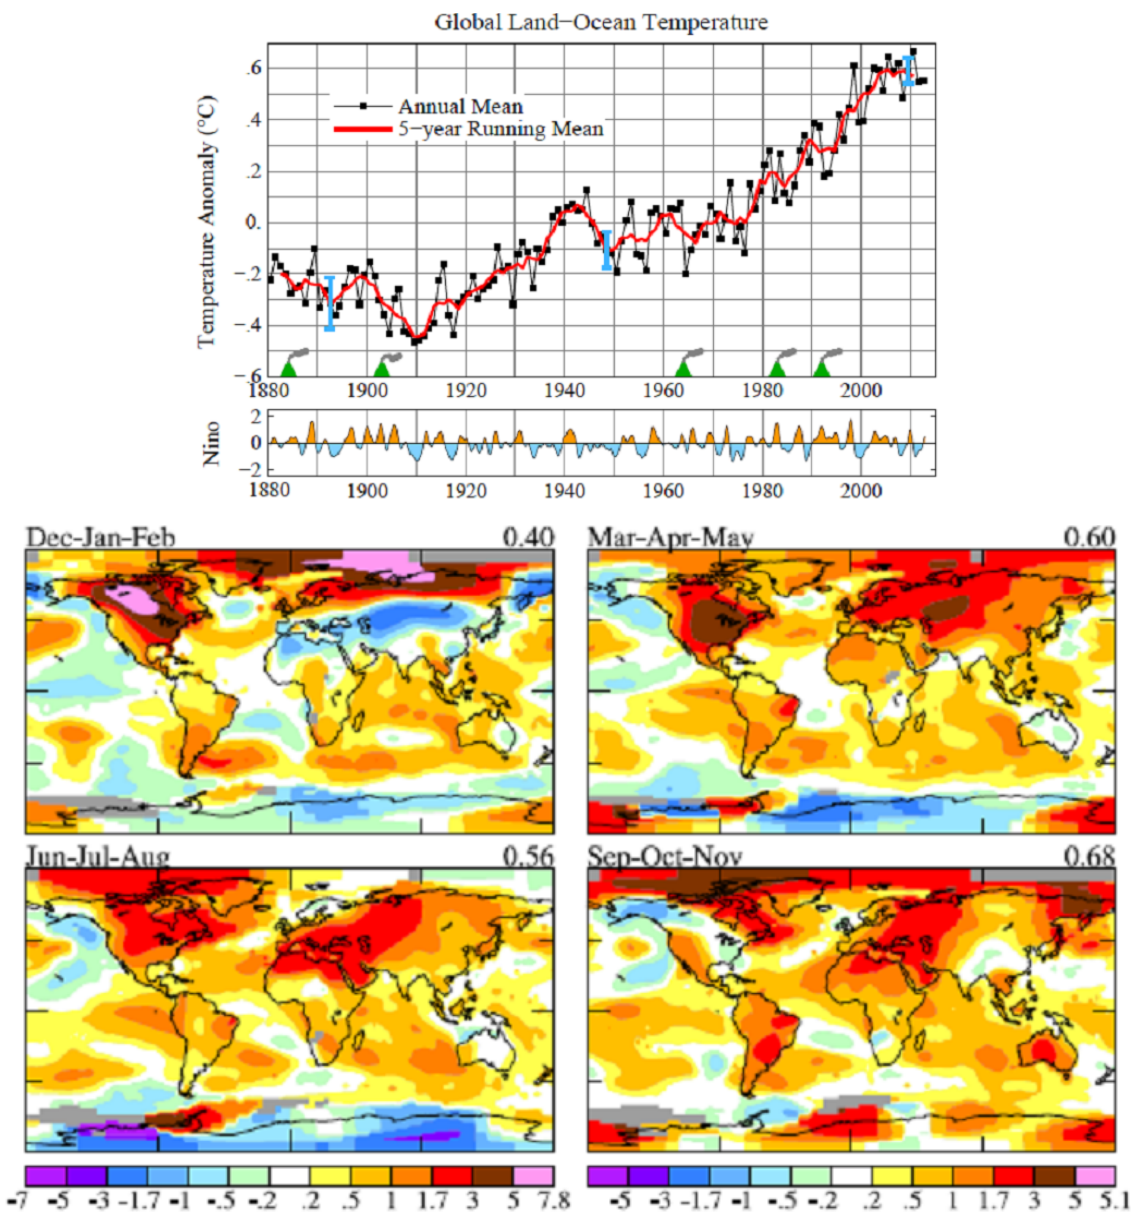 Global Land−Ocean Temperature
.6
.4
.2
0.
−.2
−.4
−.6
Temperature Anomaly (°C)
Annual Mean
5−year Running Mean
1880 1900 1920 1940 1960 1980 2000
Nino
2
0
−2
1880 1900 1920 1940 1960 1980 2000
Dec-Jan-Feb 0.40
Mar-Apr-May 0.60
Jun-Jul-Aug 0.56
Sep-Oct-Nov 0.68
-7 -5 -3 -1.7 -1 -.5 -.2 .2 .5 1 1.7 3 5 7.8
-5 -3 -1.7 -1 -.5 -.2 .2 .5 1 1.7 3 5 5.1